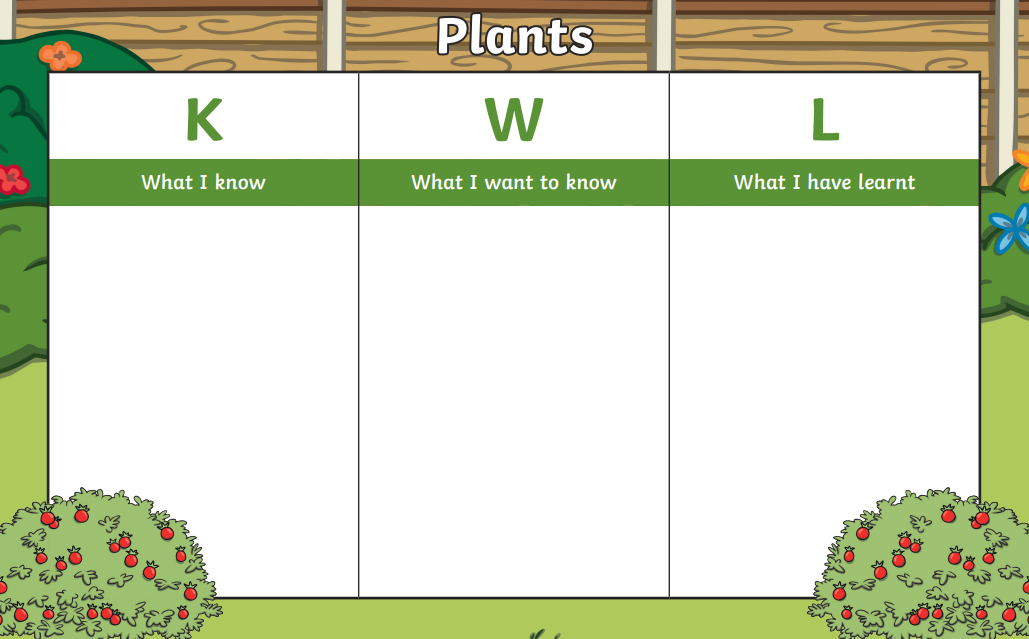 Plants
K
W
L
What I know
What I want to know
What I have learnt